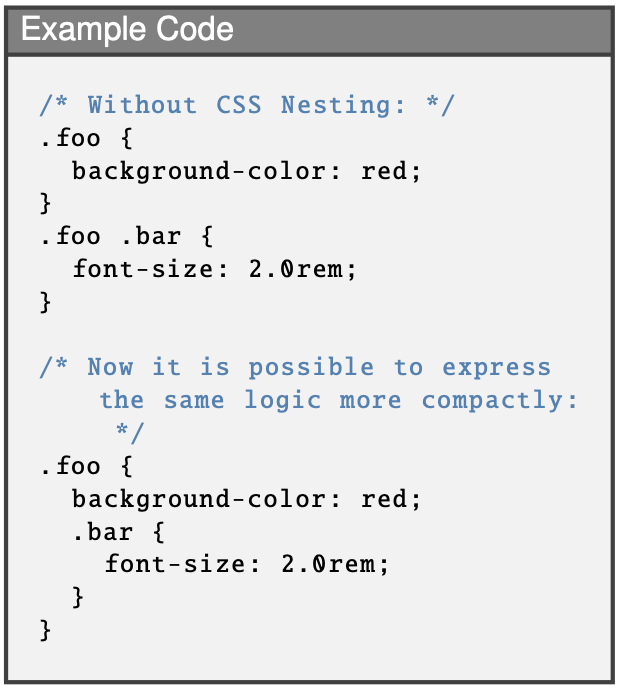 Example Code
/* Without CSS Nesting: */
.foo {
  background-color: red;
}
.foo .bar {
  font-size: 2.0rem;
}
/* Now it is possible to express
the same logic more compactly:
*/
.foo {
  background-color: red;
  .bar {
    font-size: 2.0rem;
  }
}